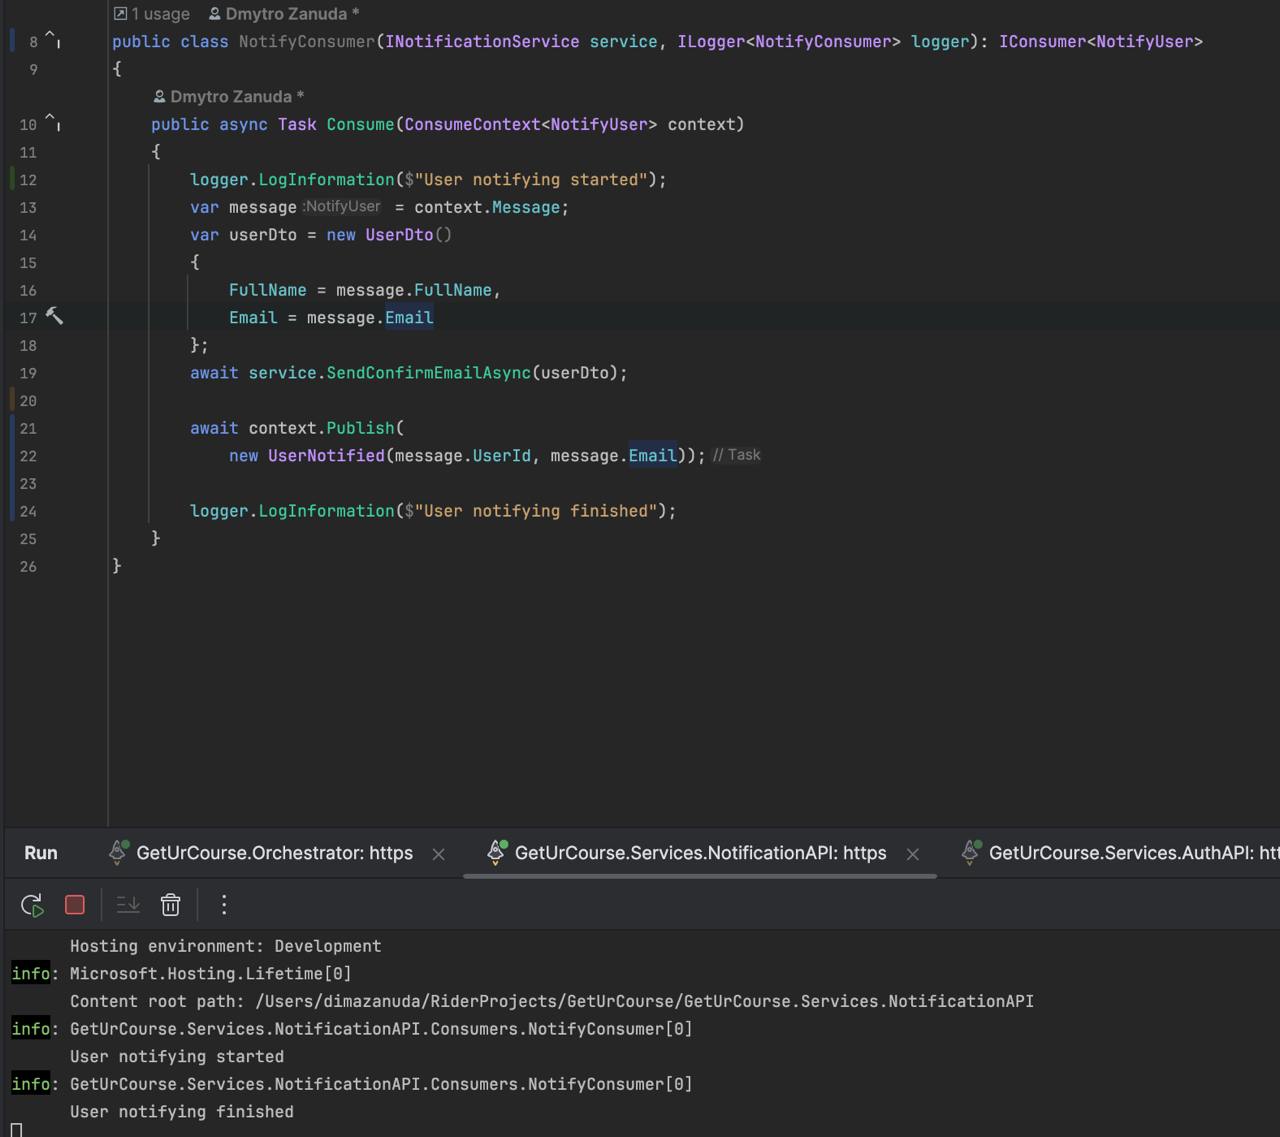 1 usage Dmytro Zanuda *
8 public class NotifyConsumer(INotificationService service, ILogger<NotifyConsumer> logger): IConsumer<NotifyUser>
9 {
Dmytro Zanuda *
10 public async Task Consume(ConsumeContext<NotifyUser> context)
11 {
12 logger.LogInformation($"User notifying started");
13 var message :NotifyUser = context.Message;
14 var userDto = new UserDto()
15 {
16 FullName = message.FullName,
17 Email = message.Email
18 };
19 await service.SendConfirmEmailAsync(userDto);
20
21 await context.Publish(
22 new UserNotified(message.UserId, message.Email)); // Task
23
24 logger.LogInformation($"User notifying finished");
25 }
26 }
Run GetUrCourse.Orchestrator: https GetUrCourse.Services.NotificationAPI: https GetUrCourse.Services.AuthAPI: htt
Hosting environment: Development
info: Microsoft.Hosting.Lifetime[0]
Content root path: /Users/dimazanuda/RiderProjects/GetUrCourse/GetUrCourse.Services.NotificationAPI
info: GetUrCourse.Services.NotificationAPI.Consumers.NotifyConsumer[0]
User notifying started
info: GetUrCourse.Services.NotificationAPI.Consumers.NotifyConsumer[0]
User notifying finished